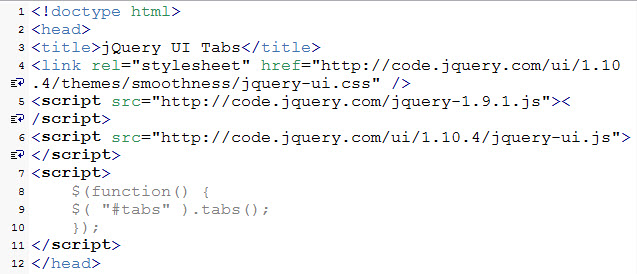 1 <!doctype html>
2 <head>
3 <title>jQuery UI Tabs</title>
4 <link rel="stylesheet" href="http://code.jquery.com/ui/1.10
.4/themes/smoothness/jquery-ui.css" />
5 <script src="http://code.jquery.com/jquery-1.9.1.js"><
/script>
6 <script src="http://code.jquery.com/ui/1.10.4/jquery-ui.js">
</script>
7 <script>
8 $(function() {
9 $( "#tabs" ).tabs();
10 });
11 </script>
12 </head>